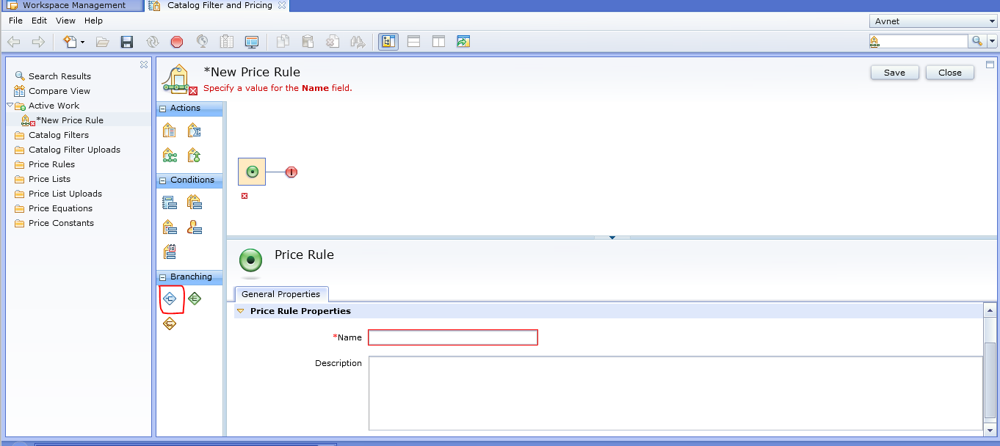 Workspace Management
Catalog Filter and Pricing
File Edit View Help
Avnet
Search Results
Compare View
Active Work
*New Price Rule
Catalog Filters
Catalog Filter Uploads
Price Rules
Price Lists
Price List Uploads
Price Equations
Price Constants
*New Price Rule
Specify a value for the Name field.
Save
Close
Actions
Conditions
Branching
Price Rule
General Properties
Price Rule Properties
*Name
Description